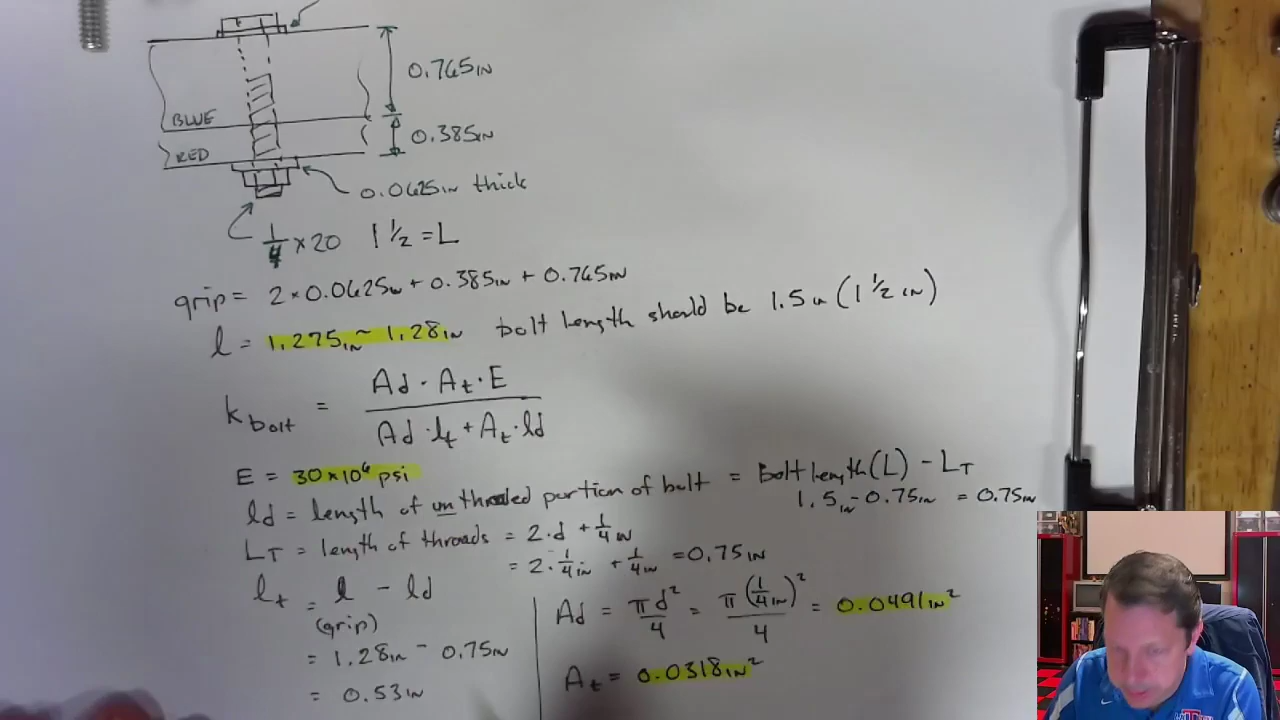 0.765IN
BLUE
0.385IN
RED
0.0625IN thick
1/4 × 20 1 1/2 = L
grip = 2 × 0.0625IN + 0.385IN + 0.765IN
l = 1.275IN ~ 1.28IN bolt length should be 1.5in (1 1/2 IN)
k bolt = Ad · At · E / Ad · lt + At · ld
E = 30×10⁶ psi
ld = length of unthreaded portion of bolt = Bolt length (L) - LT
1.5IN - 0.75IN = 0.75IN
LT = length of threads = 2·d + 1/4 IN
= 2 · 1/4 IN + 1/4 IN = 0.75IN
lt = l - ld
(grip)
= 1.28IN - 0.75IN
= 0.53IN
Ad = πd²/4 = π(1/4 IN)²/4 = 0.0491IN²
At = 0.0318IN²